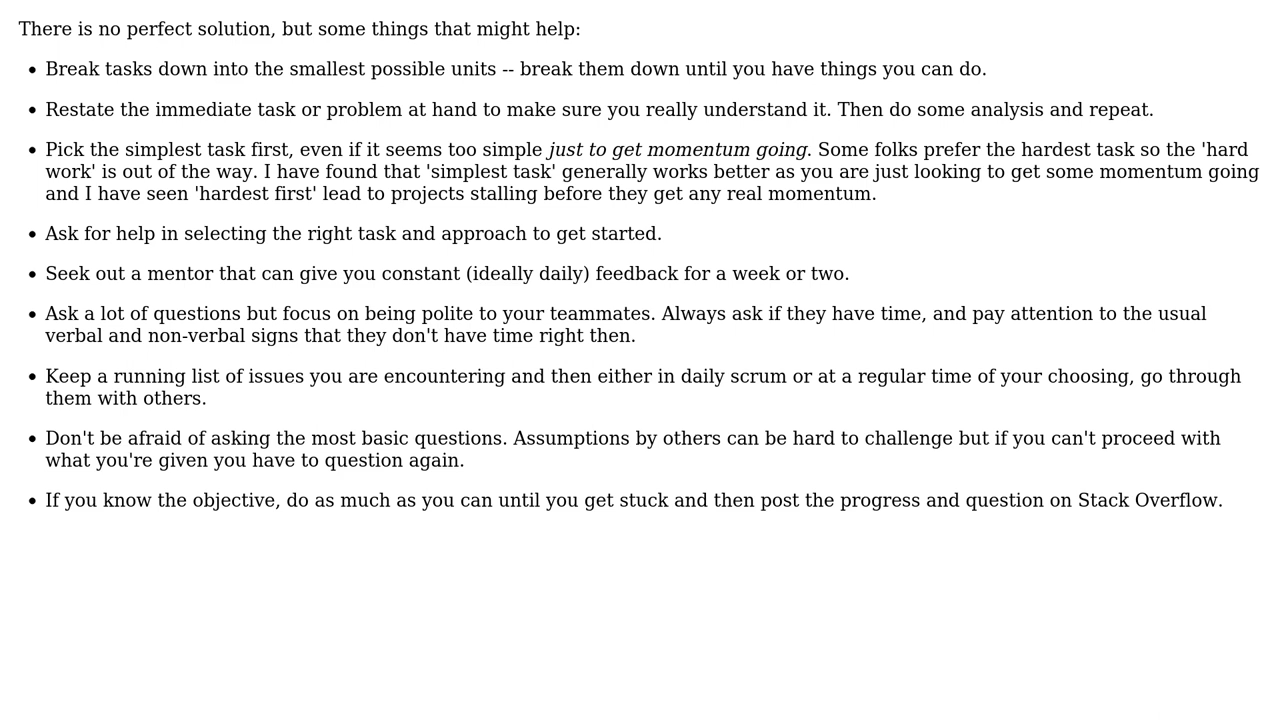 There is no perfect solution, but some things that might help:
• Break tasks down into the smallest possible units -- break them down until you have things you can do.
• Restate the immediate task or problem at hand to make sure you really understand it. Then do some analysis and repeat.
• Pick the simplest task first, even if it seems too simple just to get momentum going. Some folks prefer the hardest task so the 'hard
work' is out of the way. I have found that 'simplest task' generally works better as you are just looking to get some momentum going
and I have seen 'hardest first' lead to projects stalling before they get any real momentum.
• Ask for help in selecting the right task and approach to get started.
• Seek out a mentor that can give you constant (ideally daily) feedback for a week or two.
• Ask a lot of questions but focus on being polite to your teammates. Always ask if they have time, and pay attention to the usual
verbal and non-verbal signs that they don't have time right then.
• Keep a running list of issues you are encountering and then either in daily scrum or at a regular time of your choosing, go through
them with others.
• Don't be afraid of asking the most basic questions. Assumptions by others can be hard to challenge but if you can't proceed with
what you're given you have to question again.
• If you know the objective, do as much as you can until you get stuck and then post the progress and question on Stack Overflow.